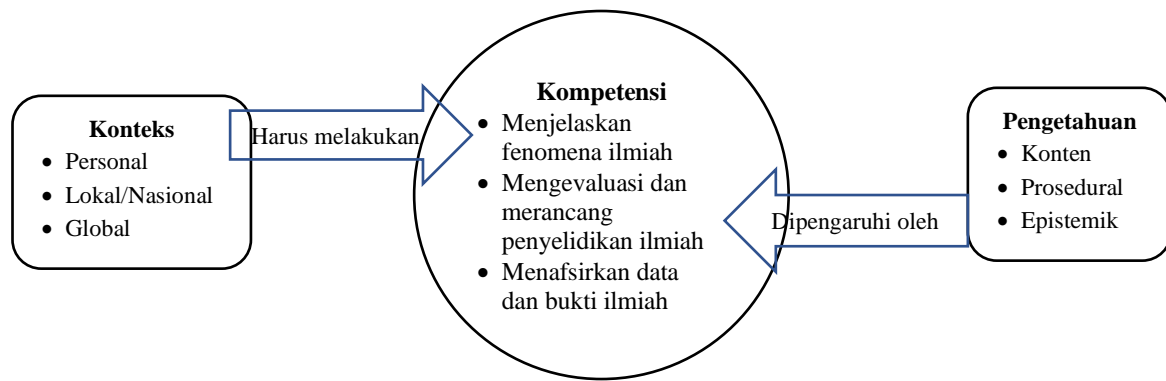 Konteks
• Personal
• Lokal/Nasional
• Global
Harus melakukan
Kompetensi
• Menjelaskan
fenomena ilmiah
• Mengevaluasi dan
merancang
penyelidikan ilmiah
• Menafsirkan data
dan bukti ilmiah
Dipengaruhi oleh
Pengetahuan
• Konten
• Prosedural
• Epistemik